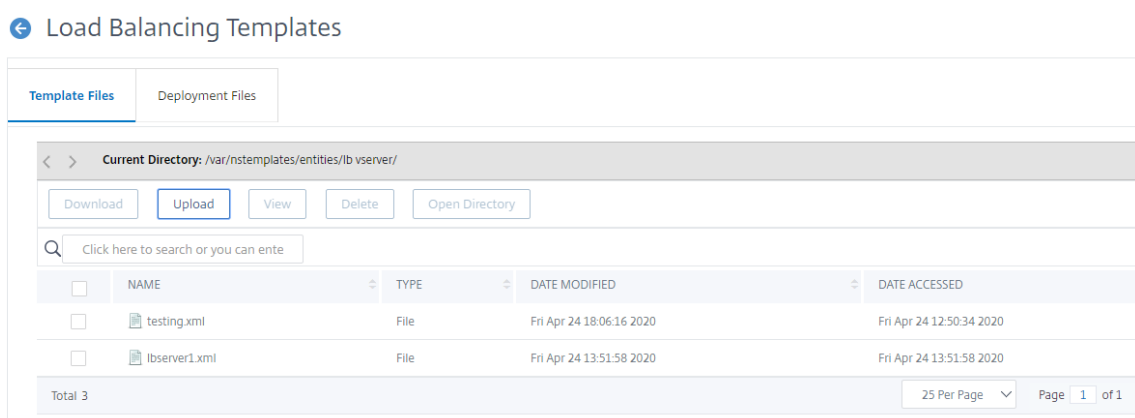 Load Balancing Templates
Template Files Deployment Files
Current Directory: /var/nstemplates/entities/lb vserver/
Download Upload View Delete Open Directory
Click here to search or you can ente
NAME TYPE DATE MODIFIED DATE ACCESSED
testing.xml File Fri Apr 24 18:06:16 2020 Fri Apr 24 12:50:34 2020
lbserver1.xml File Fri Apr 24 13:51:58 2020 Fri Apr 24 13:51:58 2020
Total 3 25 Per Page Page 1 of 1